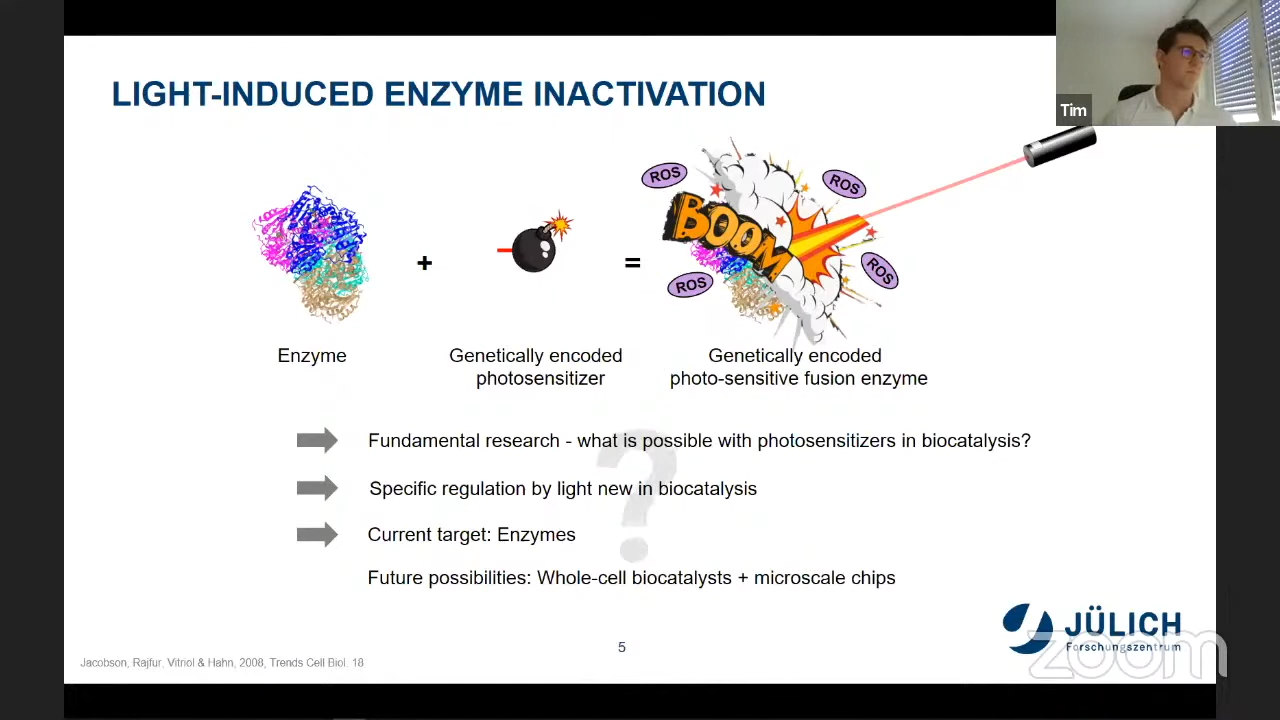 Tim
LIGHT-INDUCED ENZYME INACTIVATION
ROS
ROS
BOOM
ROS
ROS
+
=
Enzyme
Genetically encoded
photosensitizer
Genetically encoded
photo-sensitive fusion enzyme
?
Fundamental research - what is possible with photosensitizers in biocatalysis?
Specific regulation by light new in biocatalysis
Current target: Enzymes
Future possibilities: Whole-cell biocatalysts + microscale chips
JÜLICH
Forschungszentrum
zoom
5
Jacobson, Rajfur, Vitriol & Hahn, 2008, Trends Cell Biol. 18